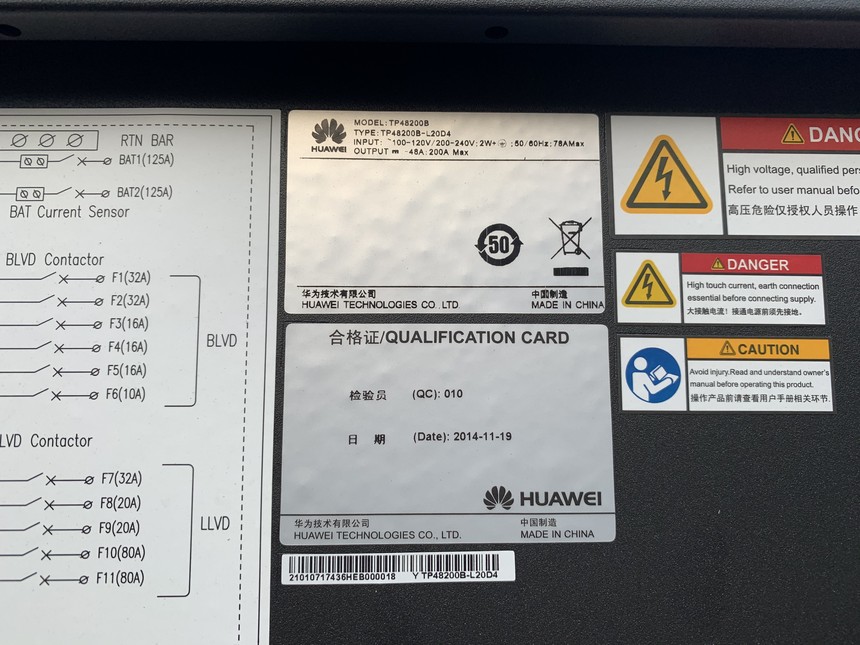 RTN BAR
BAT1(125A)
BAT2(125A)
BAT Current Sensor
BLVD Contactor
F1(32A)
F2(32A)
F3(16A)
F4(16A)
F5(16A)
F6(10A)
BLVD
LVD Contactor
F7(32A)
F8(20A)
F9(20A)
F10(80A)
F11(80A)
LLVD
HUAWEI
MODEL: TP48200B
TYPE: TP48200B-L20D4
INPUT: ~100-120V/200-240V; 2W+⏚; 50/60Hz; 78AMax
OUTPUT ⎓ -48A; 200A Max
50
华为技术有限公司 中国制造
HUAWEI TECHNOLOGIES CO. LTD MADE IN CHINA
合格证/QUALIFICATION CARD
检验员 (QC): 010
日 期 (Date): 2014-11-19
HUAWEI
华为技术有限公司 中国制造
HUAWEI TECHNOLOGIES CO., LTD. MADE IN CHINA
21010717436HEB000018 Y TP48200B-L20D4
DANG
High voltage, qualified pers
Refer to user manual befo
高压危险仅授权人员操作
DANGER
High touch current, earth connection
essential before connecting supply.
大接触电流！接通电源前须先接地。
CAUTION
Avoid injury.Read and understand owner's
manual before operating this product.
操作产品前请查看用户手册相关环节.